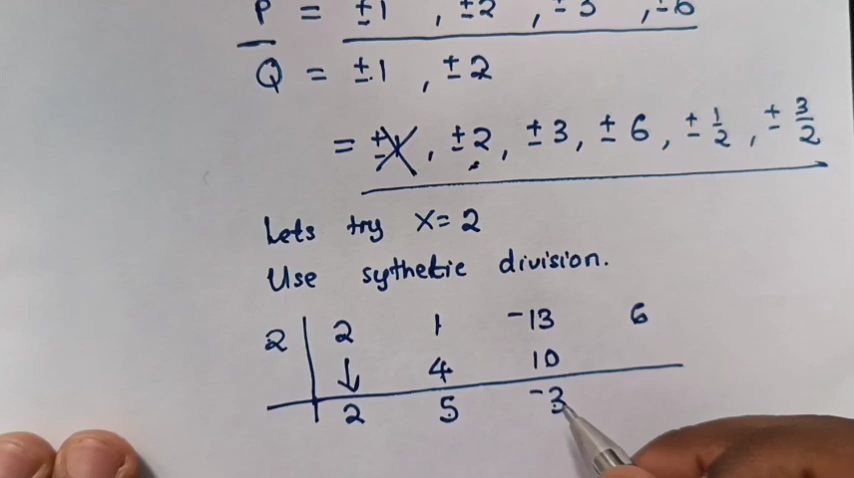 P = ±1 , ±2 , ±3 , ±6
Q = ±1 , ±2
= ±1, ±2, ±3, ±6, ±1/2, ±3/2
Lets try x=2
Use sythetic division.
2 | 2 1 -13 6
↓ 4 10
2 5 -3